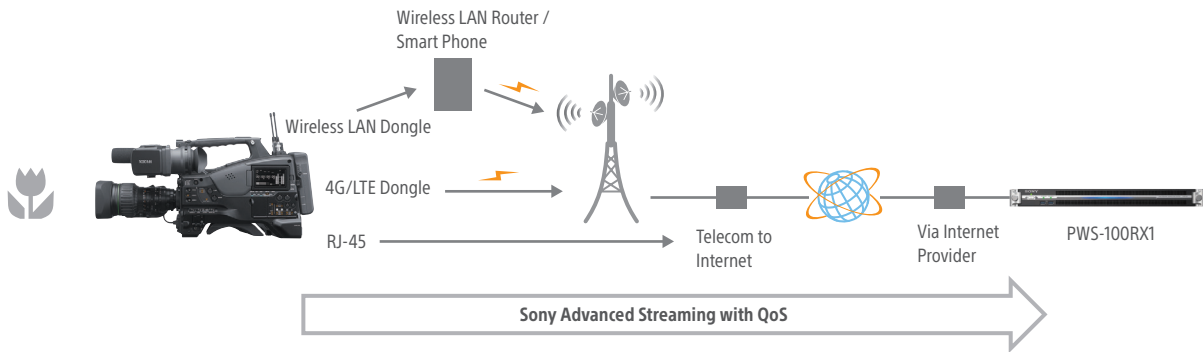 Wireless LAN Router /
Smart Phone
Wireless LAN Dongle
4G/LTE Dongle
RJ-45
Telecom to
Internet
Via Internet
Provider
PWS-100RX1
Sony Advanced Streaming with QoS